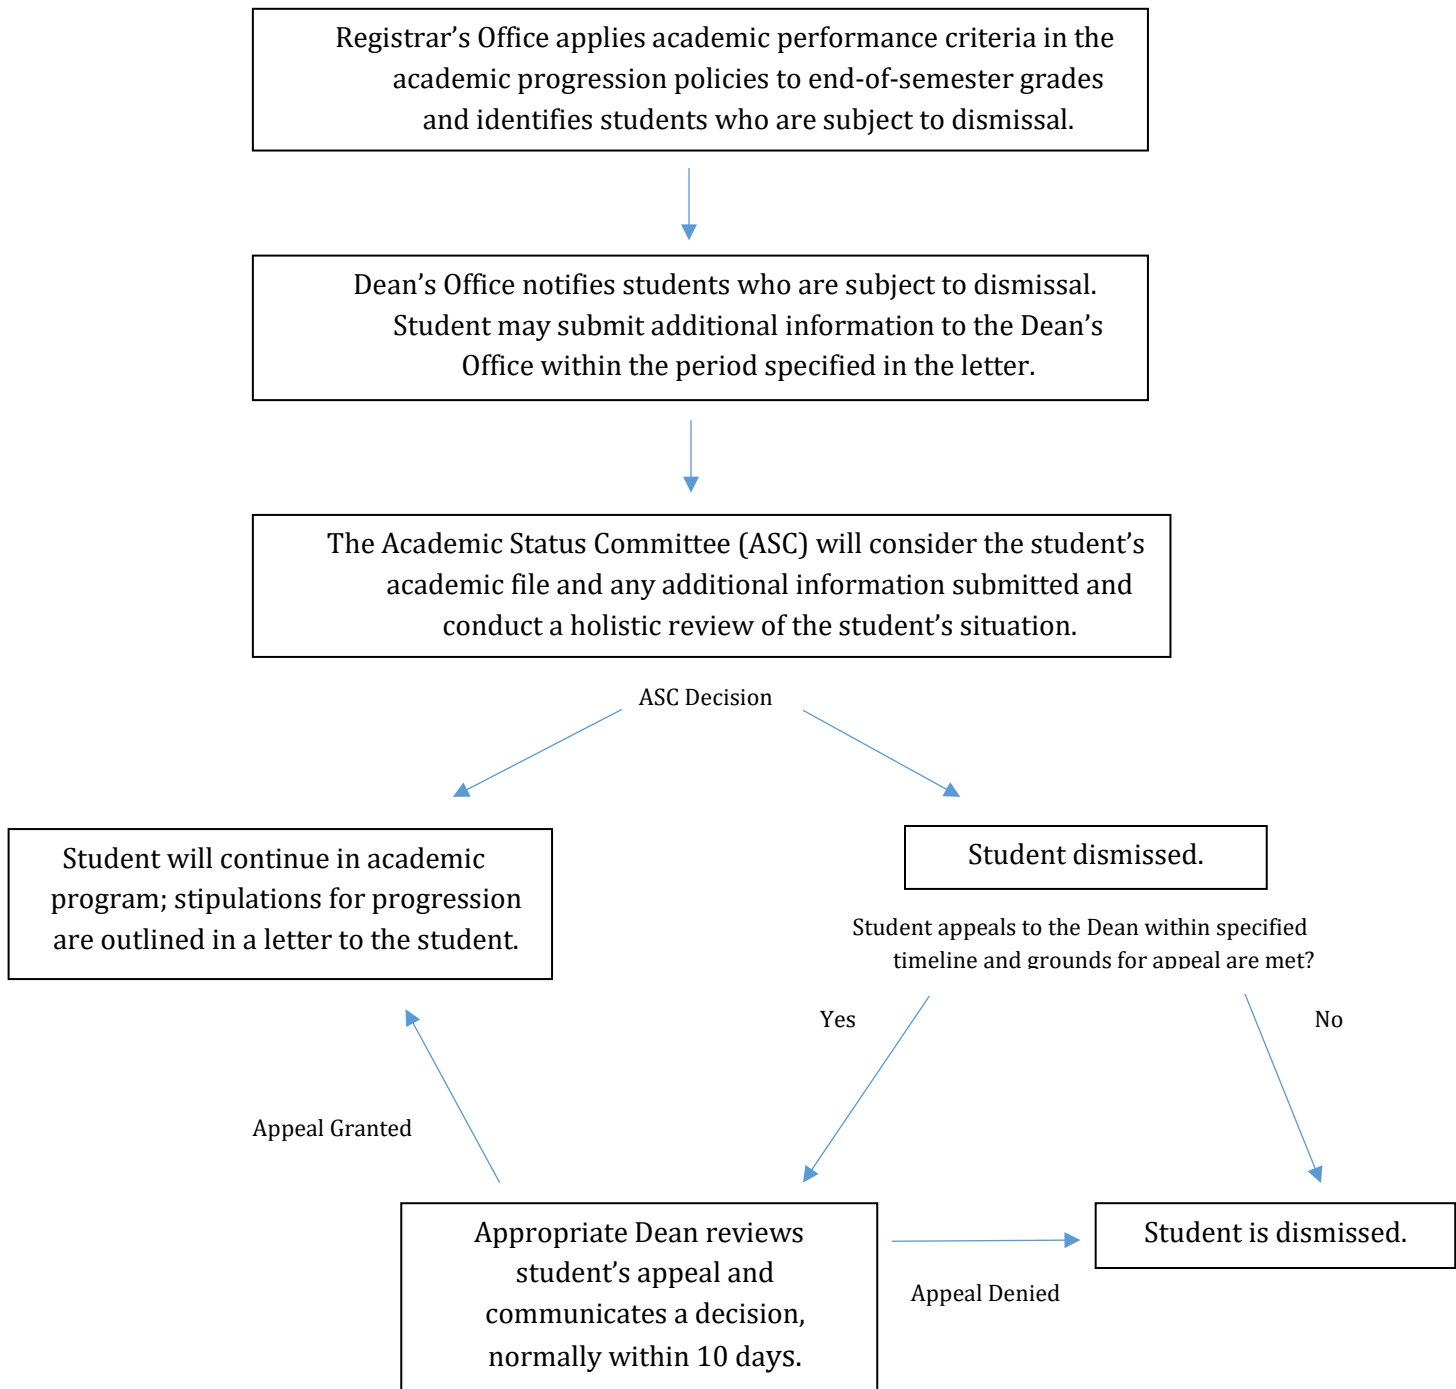 Registrar’s Office applies academic performance criteria in the
academic progression policies to end-of-semester grades
and identifies students who are subject to dismissal.
Dean’s Office notifies students who are subject to dismissal.
Student may submit additional information to the Dean’s
Office within the period specified in the letter.
The Academic Status Committee (ASC) will consider the student’s
academic file and any additional information submitted and
conduct a holistic review of the student’s situation.
ASC Decision
Student will continue in academic
program; stipulations for progression
are outlined in a letter to the student.
Student dismissed.
Student appeals to the Dean within specified
timeline and grounds for appeal are met?
Yes
No
Appeal Granted
Appropriate Dean reviews
student’s appeal and
communicates a decision,
normally within 10 days.
Appeal Denied
Student is dismissed.